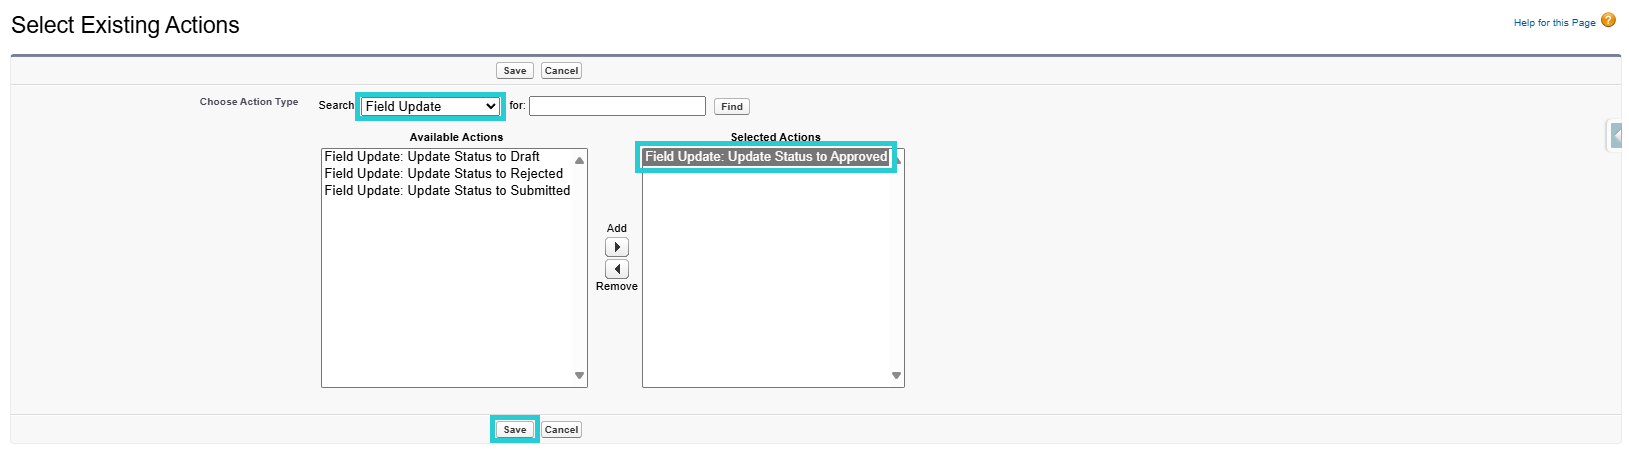 Select Existing Actions
Help for this Page ?
Save Cancel
Choose Action Type Search Field Update for: Find
Available Actions Selected Actions
Field Update: Update Status to Draft
Field Update: Update Status to Rejected
Field Update: Update Status to Submitted
Add
Remove
Field Update: Update Status to Approved
Save Cancel